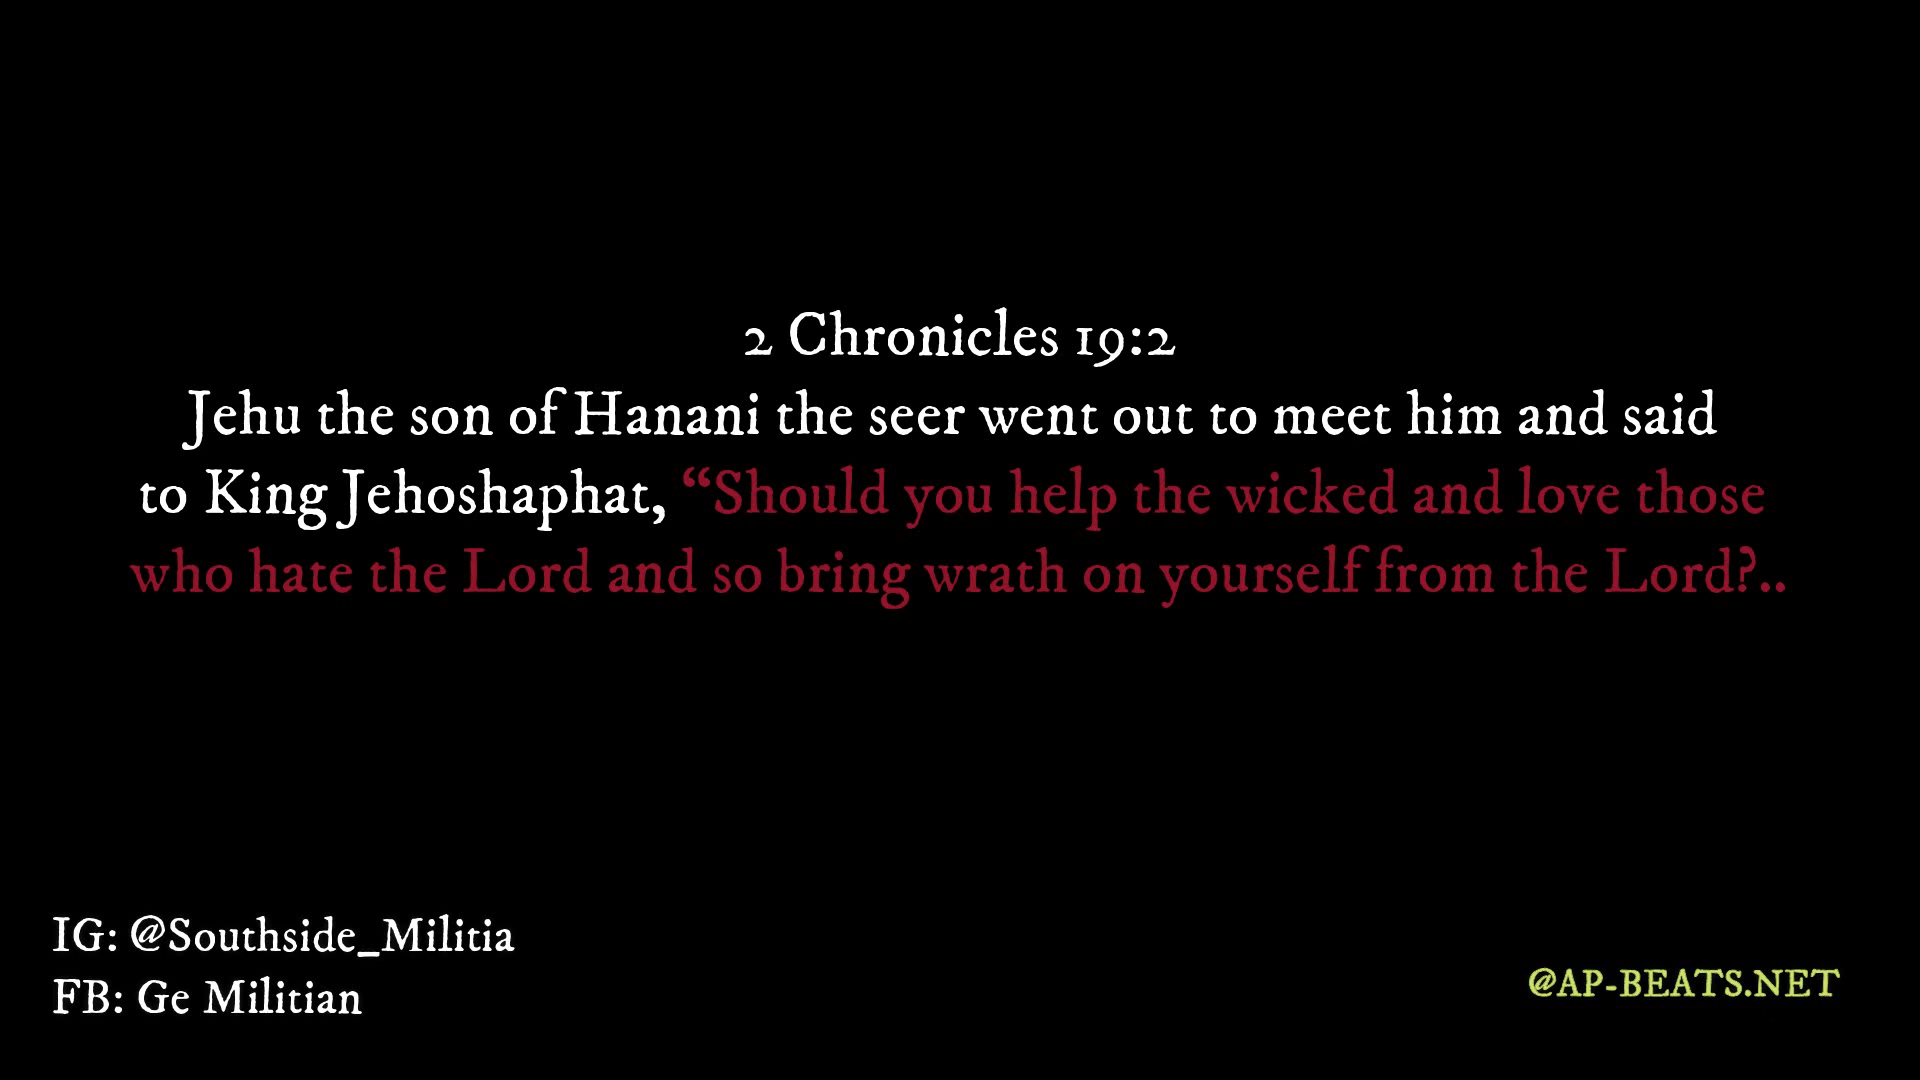 2 Chronicles 19:2
Jehu the son of Hanani the seer went out to meet him and said
to King Jehoshaphat, “Should you help the wicked and love those
who hate the Lord and so bring wrath on yourself from the Lord?..
IG: @Southside_Militia
FB: Ge Militian
@AP-BEATS.NET